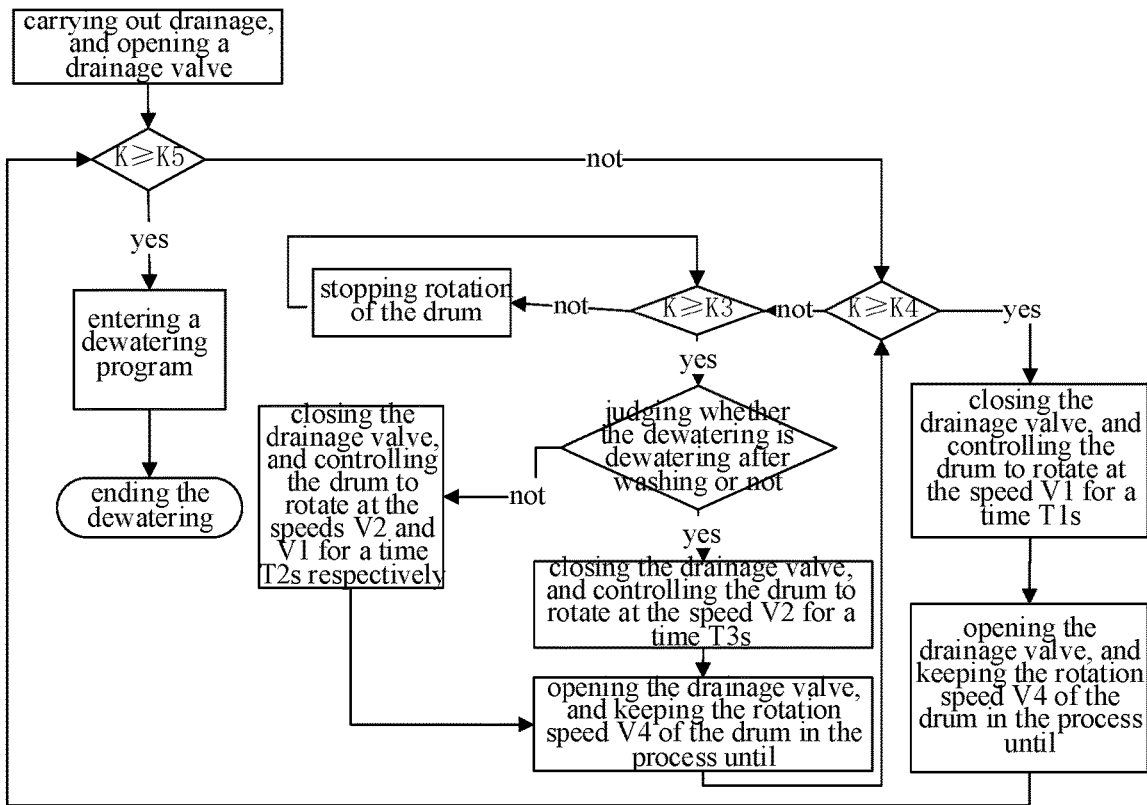 carrying out drainage,
and opening a
drainage valve
K≥K5
not
yes
entering a
dewatering
program
ending the
dewatering
stopping rotation
of the drum
not
K≥K3
not
K≥K4
yes
yes
judging whether
the dewatering is
dewatering after
washing or not
not
yes
closing the
drainage valve,
and controlling
the drum to
rotate at the
speeds V2 and
V1 for a time
T2s respectively
closing the drainage valve,
and controlling the drum to
rotate at the speed V2 for a
time T3s
opening the drainage valve,
and keeping the rotation
speed V4 of the drum in the
process until
closing the
drainage valve, and
controlling the
drum to rotate at
the speed V1 for a
time T1s
opening the
drainage valve, and
keeping the rotation
speed V4 of the
drum in the process
until